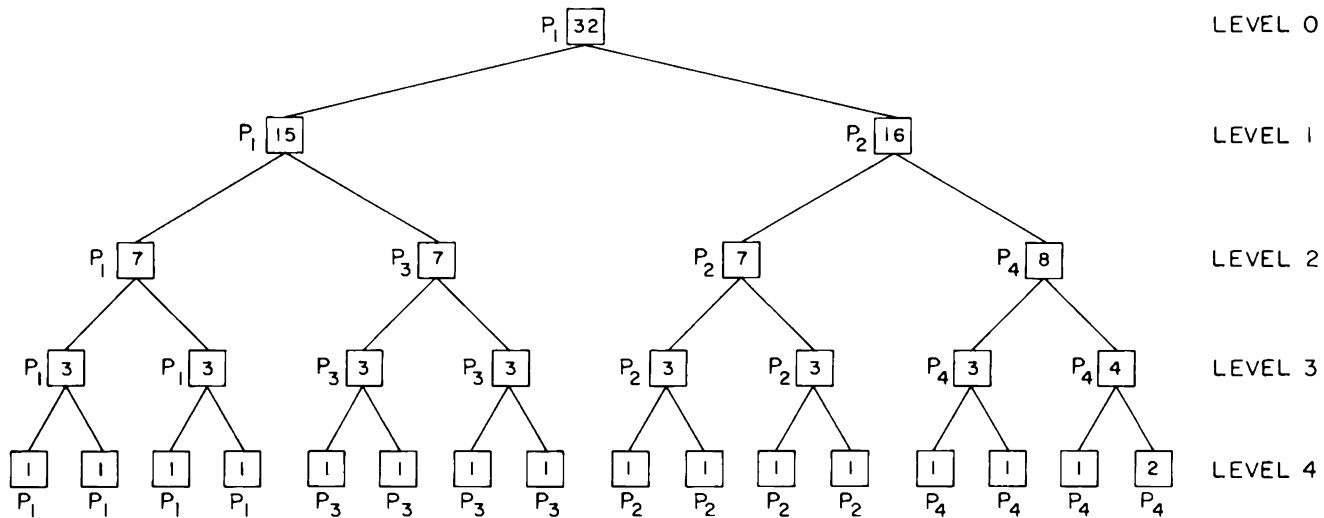 P₁ 32 LEVEL 0
P₁ 15 P₂ 16 LEVEL 1
P₁ 7 P₃ 7 P₂ 7 P₄ 8 LEVEL 2
P₁ 3 P₁ 3 P₃ 3 P₃ 3 P₂ 3 P₂ 3 P₄ 3 P₄ 4 LEVEL 3
1 1 1 1 1 1 1 1 1 1 1 1 1 1 1 2 LEVEL 4
P₁ P₁ P₁ P₁ P₃ P₃ P₃ P₃ P₂ P₂ P₂ P₂ P₄ P₄ P₄ P₄